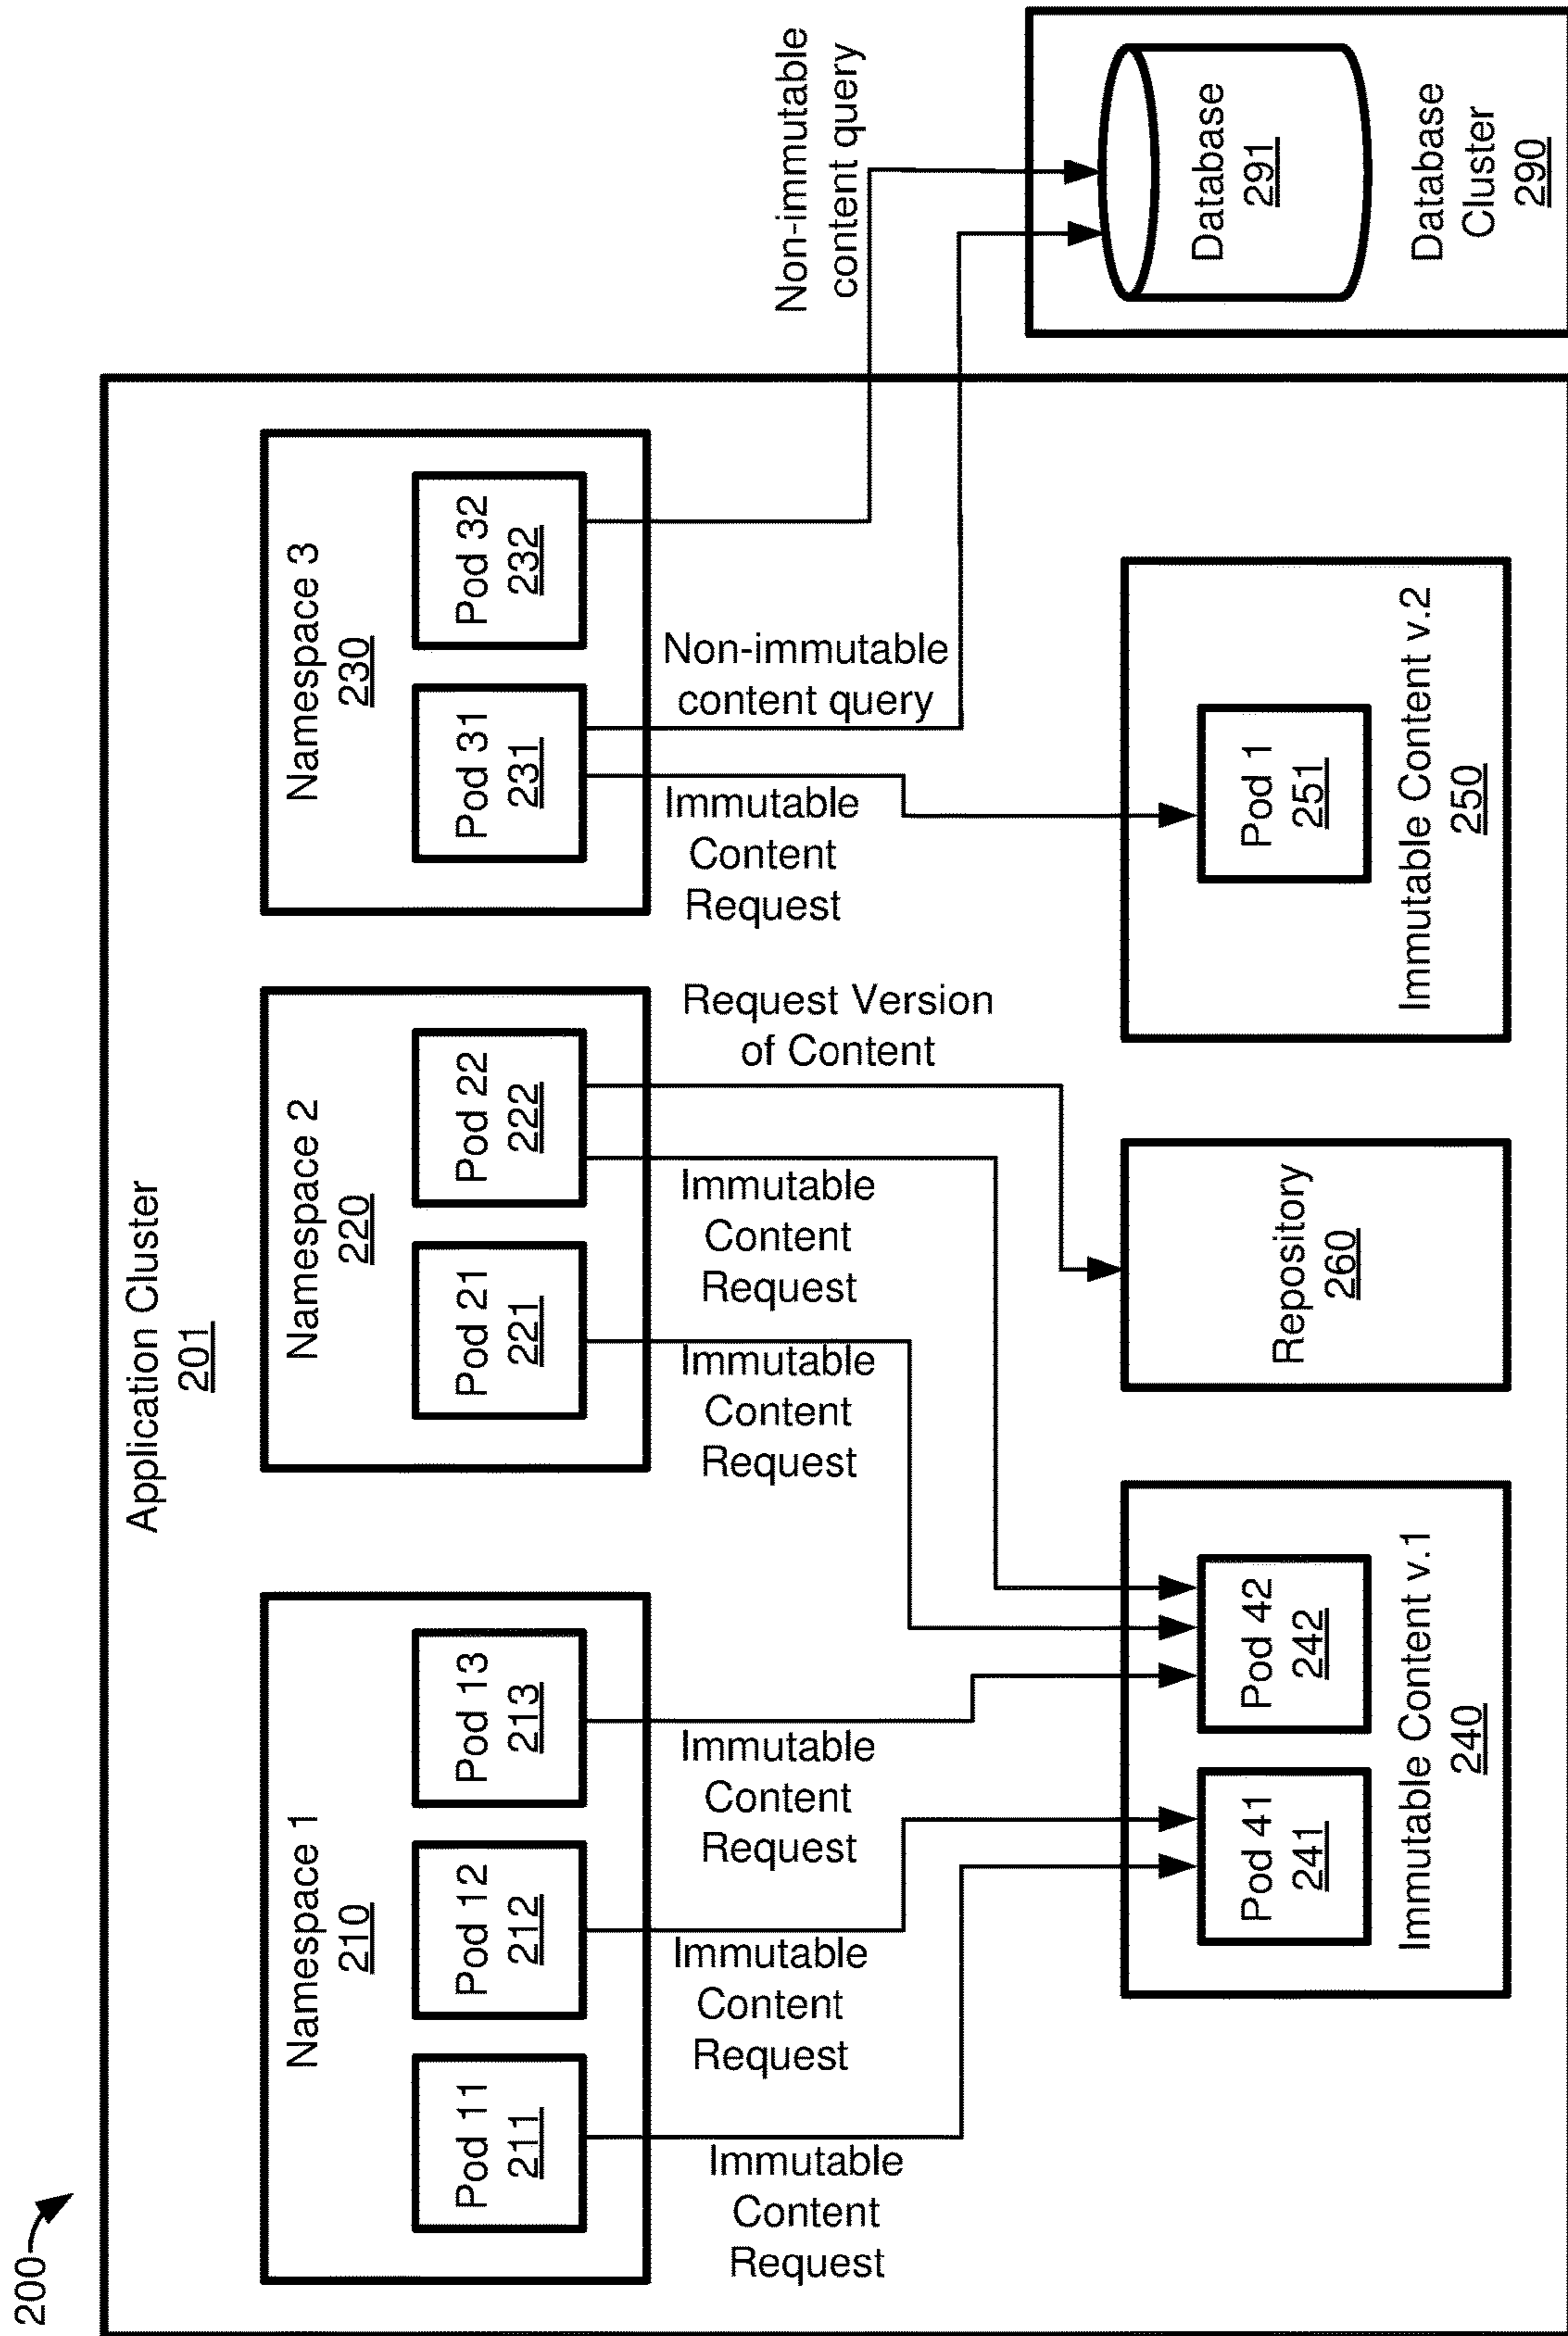 200
Application Cluster
201
Namespace 1
210
Pod 11
211
Pod 12
212
Pod 13
213
Namespace 2
220
Pod 21
221
Pod 22
222
Namespace 3
230
Pod 31
231
Pod 32
232
Immutable
Content
Request
Immutable
Content
Request
Immutable
Content
Request
Immutable
Content
Request
Immutable
Content
Request
Request Version
of Content
Immutable
Content
Request
Non-immutable
content query
Non-immutable
content query
Pod 41
241
Pod 42
242
Immutable Content v.1
240
Repository
260
Pod 1
251
Immutable Content v.2
250
Database
291
Database
Cluster
290